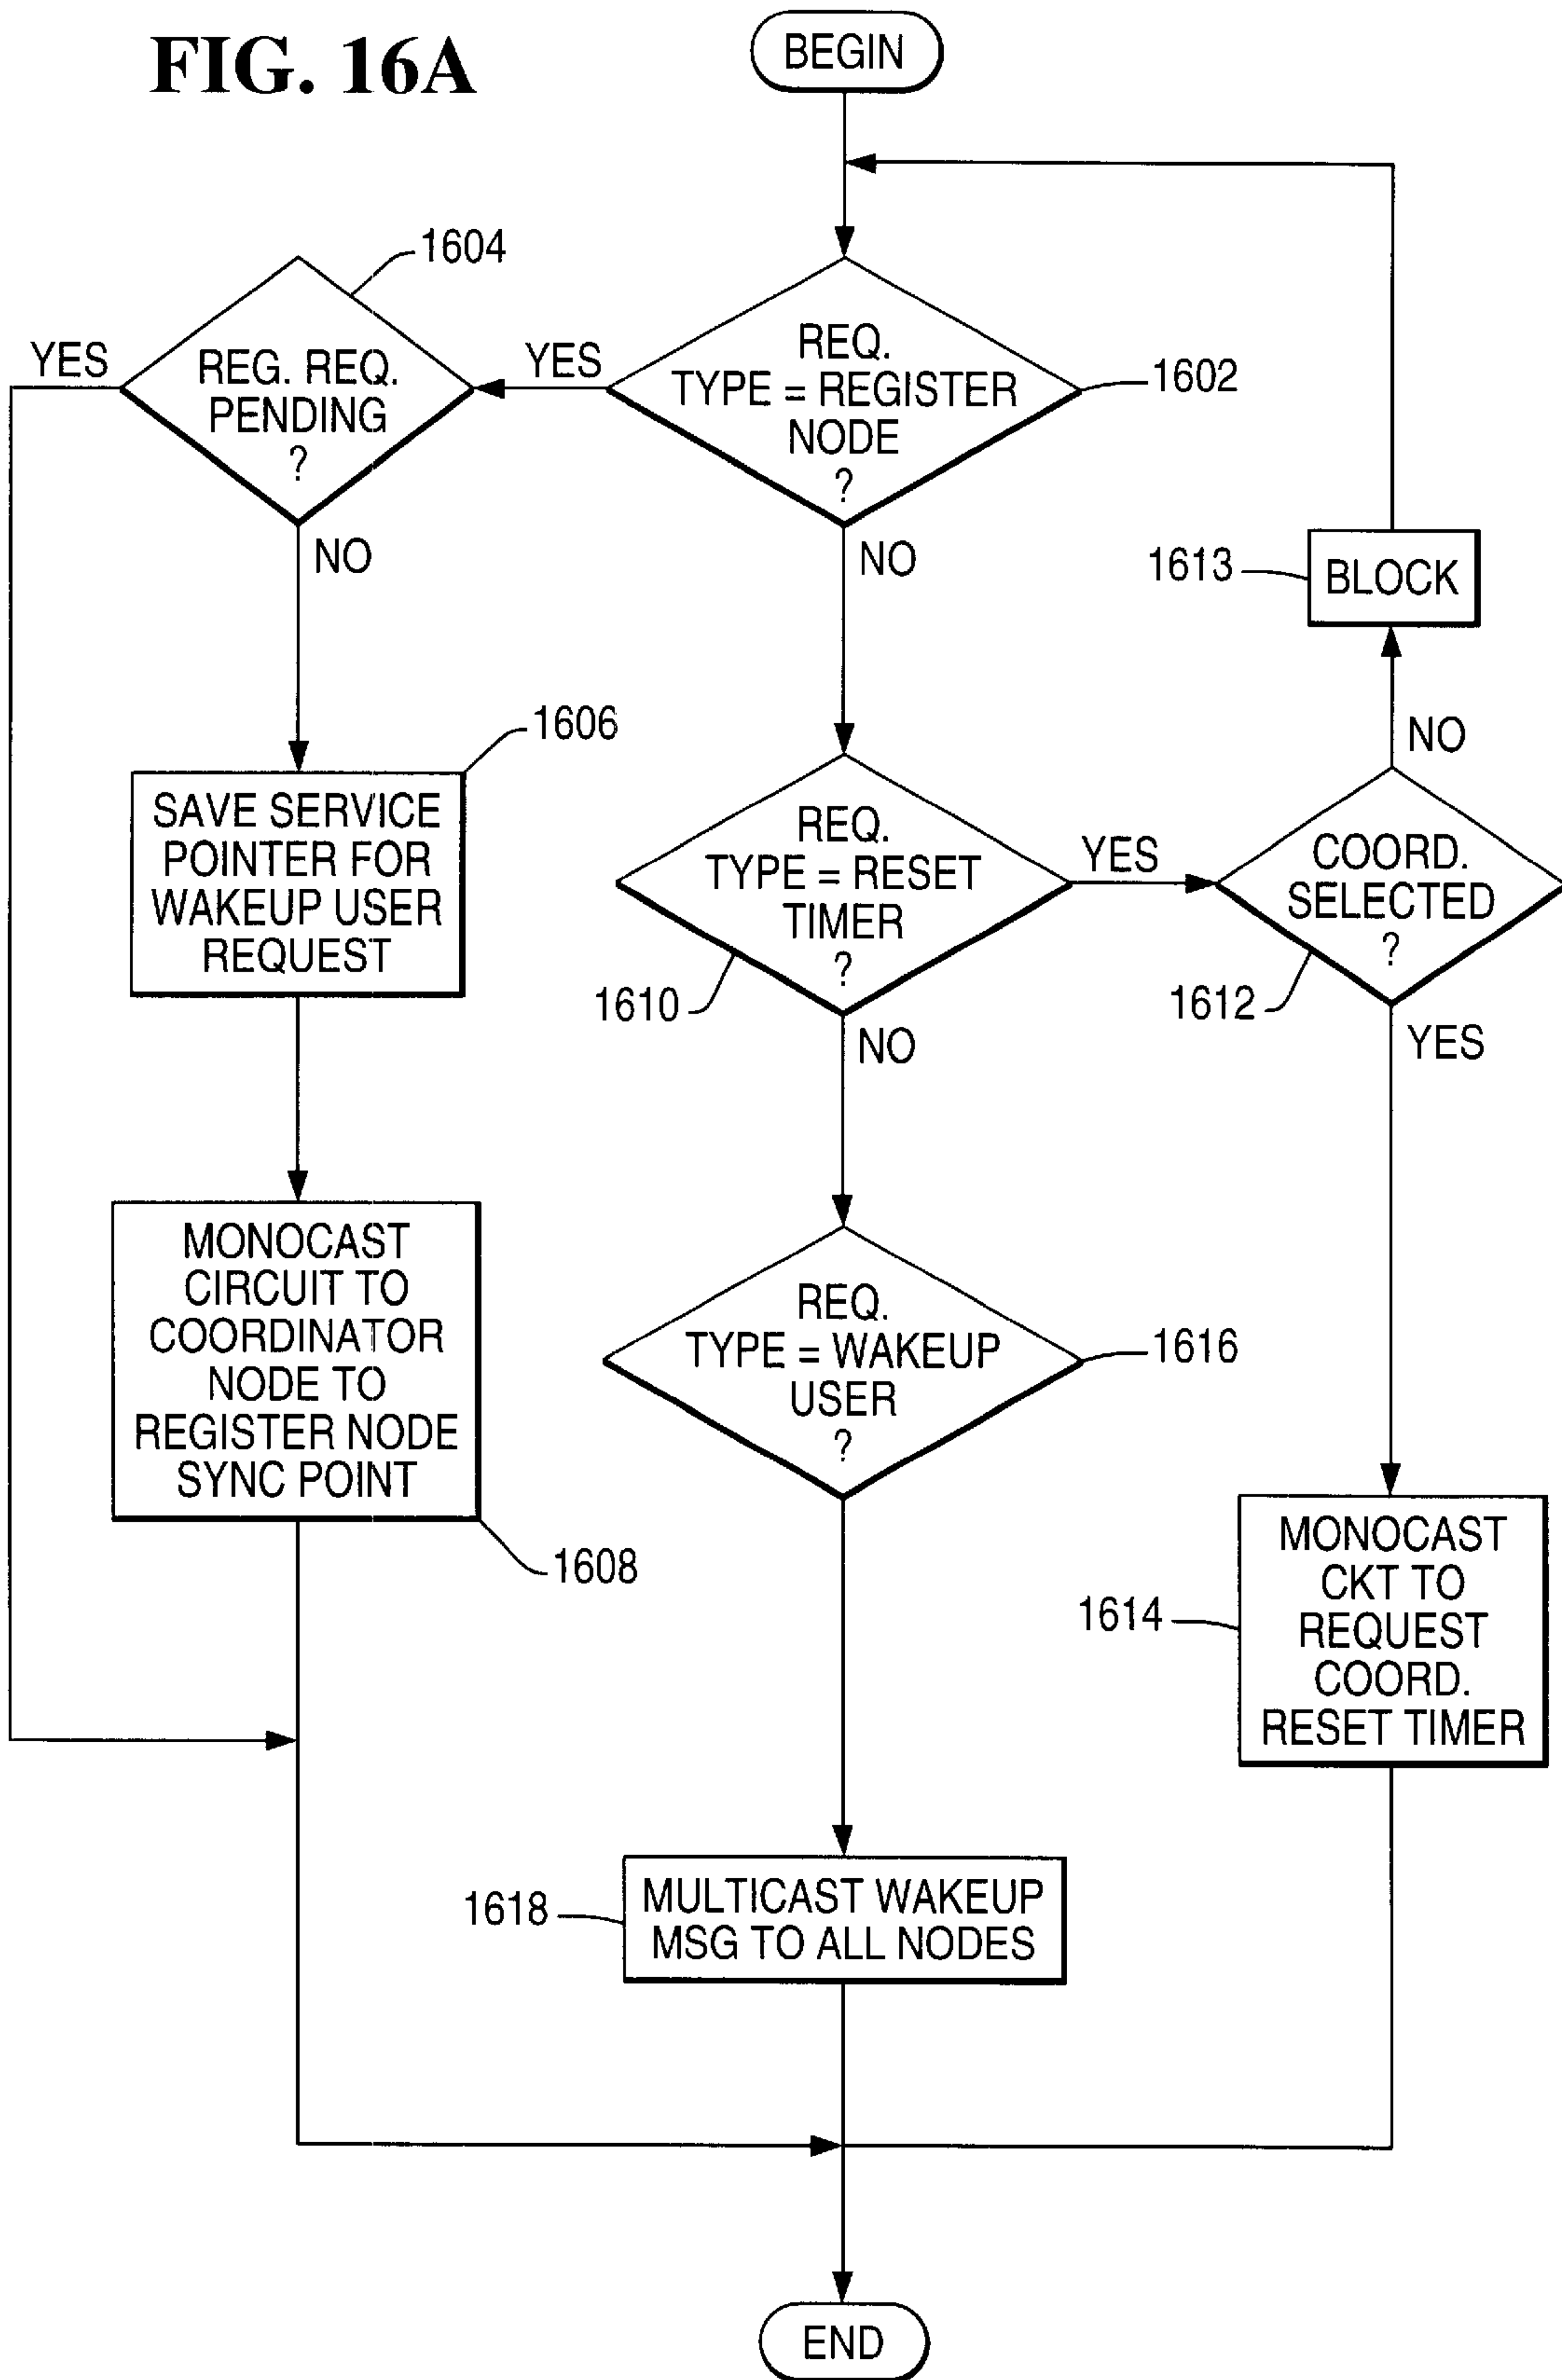 FIG. 16A
BEGIN
1604
YES
REG. REQ.
PENDING
?
YES
REQ.
TYPE = REGISTER
NODE
?
1602
NO
NO
1613
BLOCK
1606
SAVE SERVICE
POINTER FOR
WAKEUP USER
REQUEST
REQ.
TYPE = RESET
TIMER
?
1610
YES
NO
COORD.
SELECTED
?
1612
NO
YES
MONOCAST
CIRCUIT TO
COORDINATOR
NODE TO
REGISTER NODE
SYNC POINT
1608
REQ.
TYPE = WAKEUP
USER
?
1616
1614
MONOCAST
CKT TO
REQUEST
COORD.
RESET TIMER
1618
MULTICAST WAKEUP
MSG TO ALL NODES
END